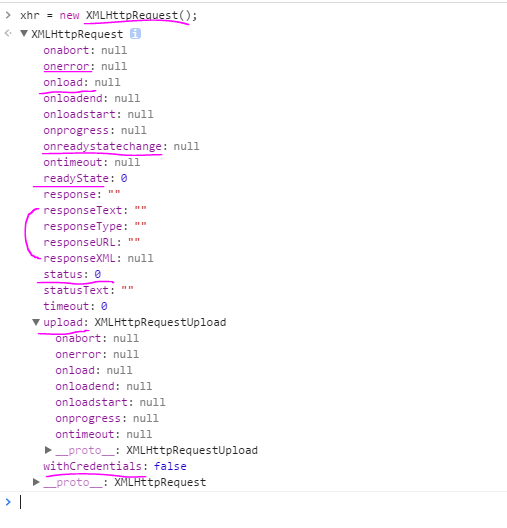 xhr = new XMLHttpRequest();
XMLHttpRequest i
onabort: null
onerror: null
onload: null
onloadend: null
onloadstart: null
onprogress: null
onreadystatechange: null
ontimeout: null
readyState: 0
response: ""
responseText: ""
responseType: ""
responseURL: ""
responseXML: null
status: 0
statusText: ""
timeout: 0
upload: XMLHttpRequestUpload
onabort: null
onerror: null
onload: null
onloadend: null
onloadstart: null
onprogress: null
ontimeout: null
__proto__: XMLHttpRequestUpload
withCredentials: false
__proto__: XMLHttpRequest